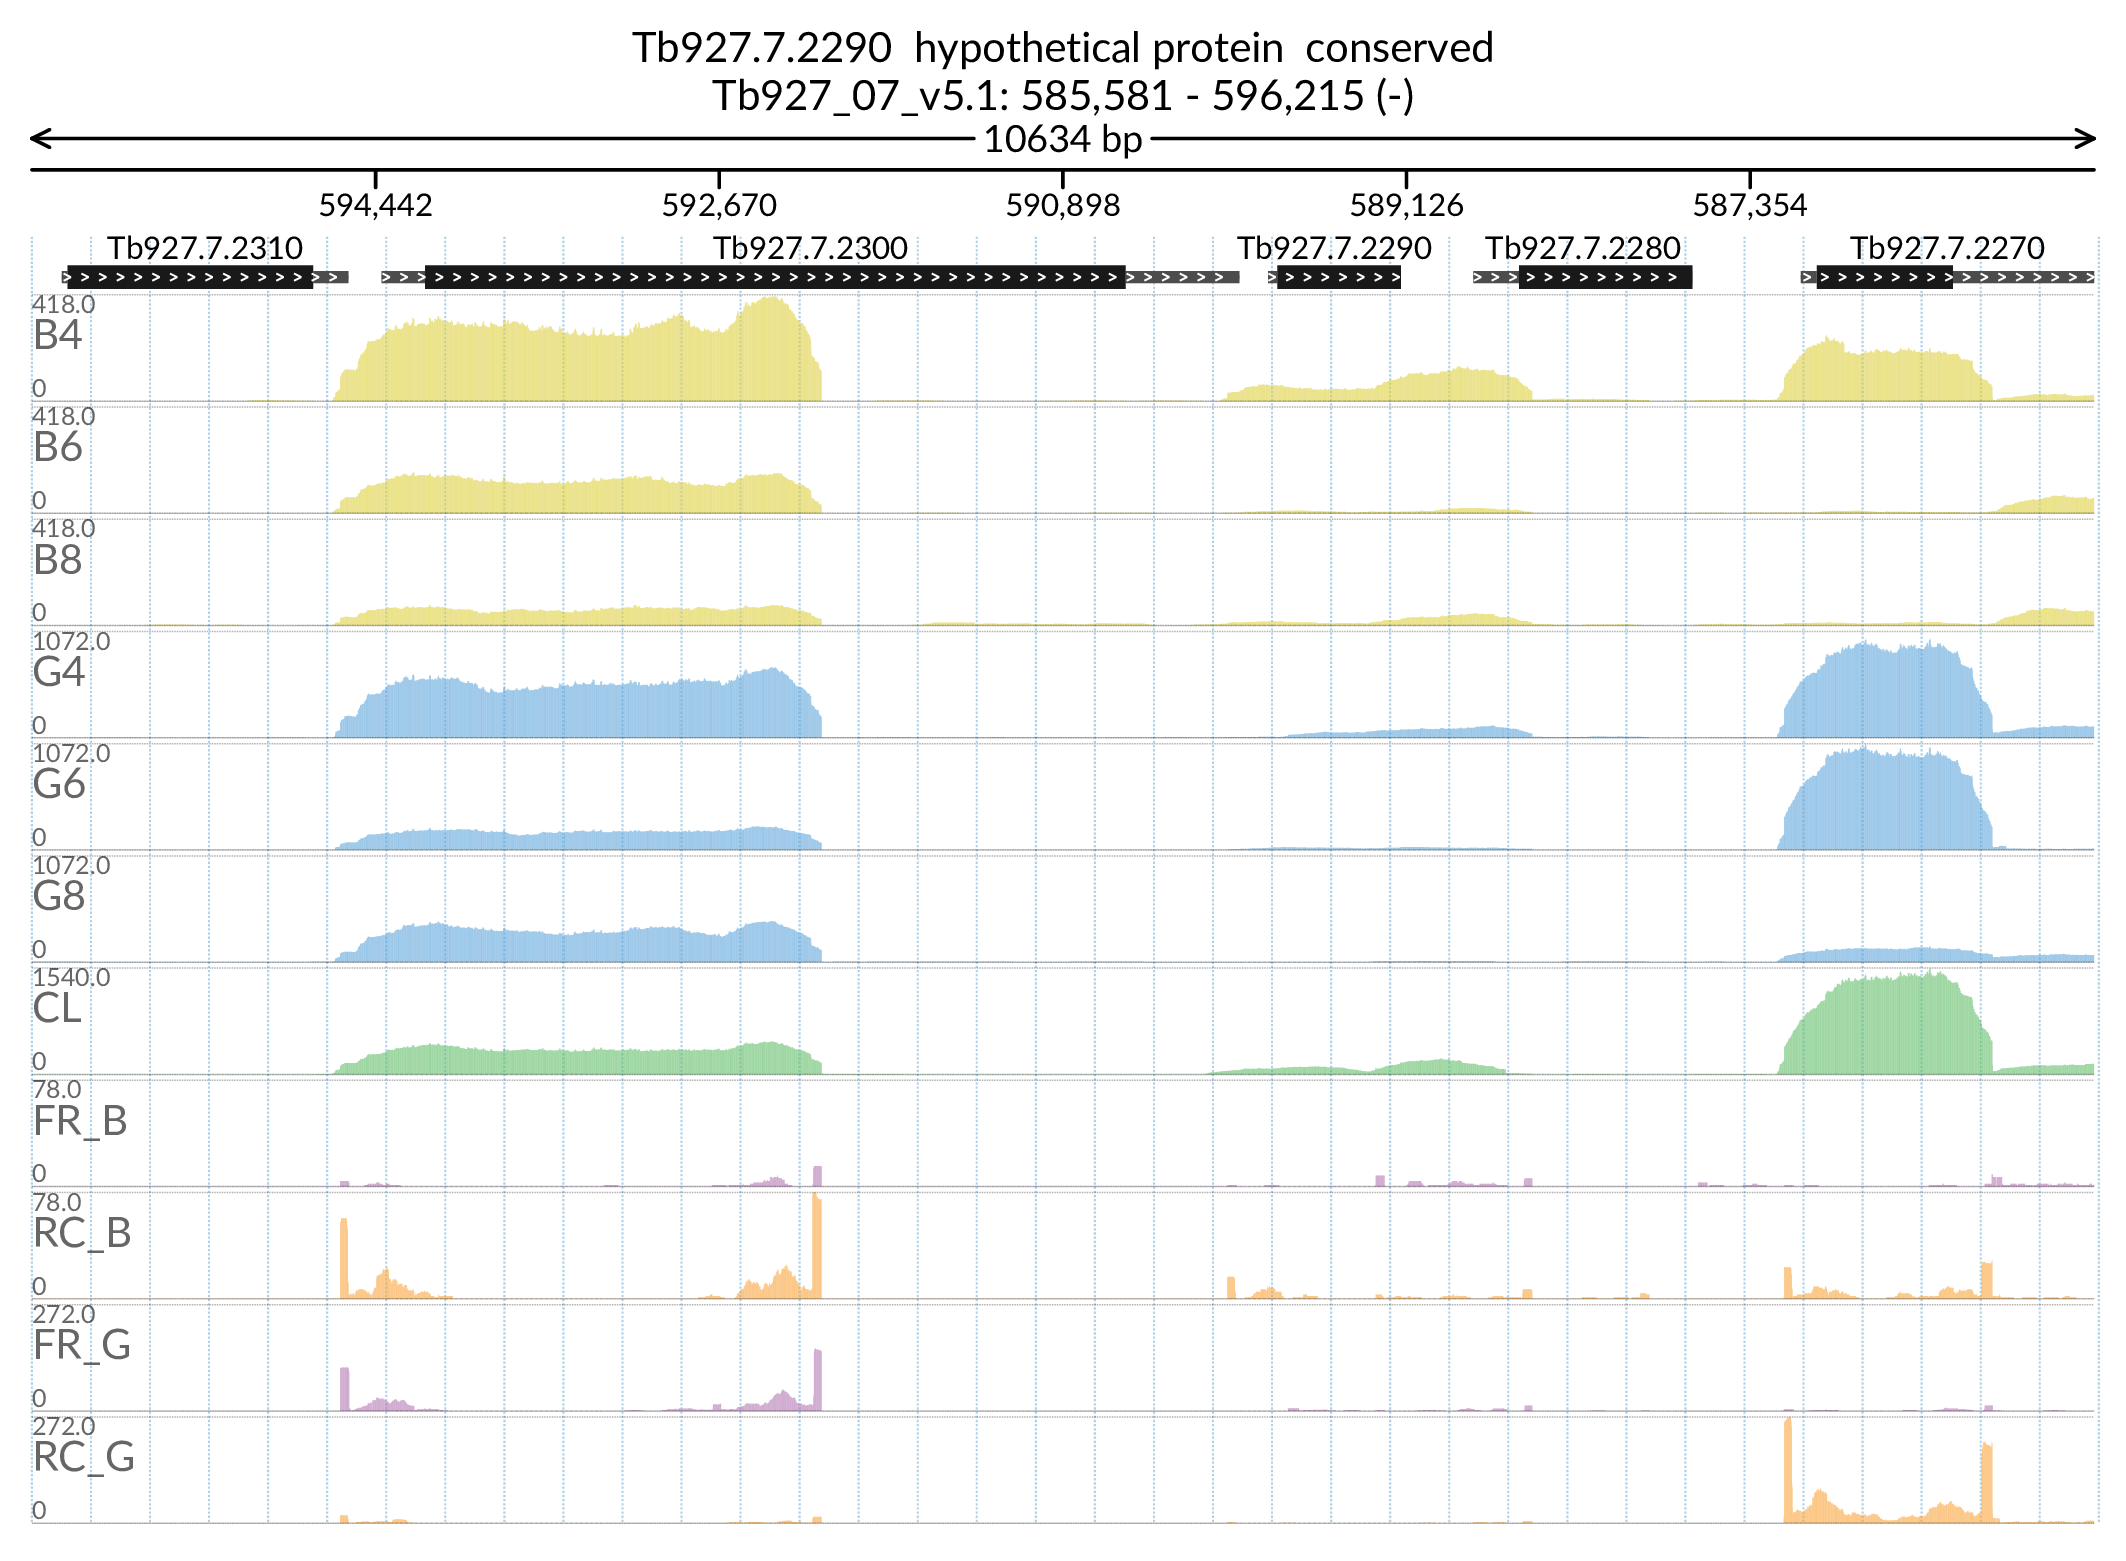 Tb927.7.2290 hypothetical protein conserved
Tb927_07_v5.1: 585,581 - 596,215 (-)
10634 bp
594,442 592,670 590,898 589,126 587,354
Tb927.7.2310 Tb927.7.2300 Tb927.7.2290 Tb927.7.2280 Tb927.7.2270
418.0
B4
0
418.0
B6
0
418.0
B8
0
1072.0
G4
0
1072.0
G6
0
1072.0
G8
0
1540.0
CL
0
78.0
FR_B
0
78.0
RC_B
0
272.0
FR_G
0
272.0
RC_G
0